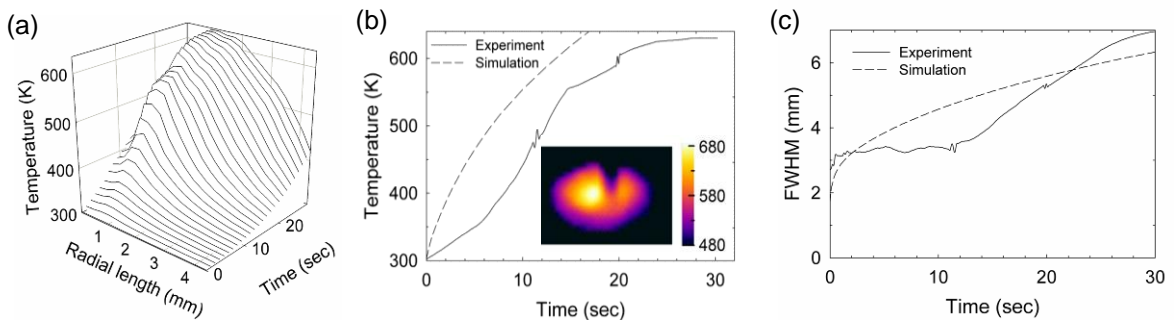 (a)
Temperature (K)
600
500
400
300
1
2
3
4
Radial length (mm)
0
10
20
Time (sec)
(b)
Temperature (K)
600
500
400
300
Experiment
Simulation
680
580
480
0 10 20 30
Time (sec)
(c)
FWHM (mm)
6
4
2
0
Experiment
Simulation
0 10 20 30
Time (sec)